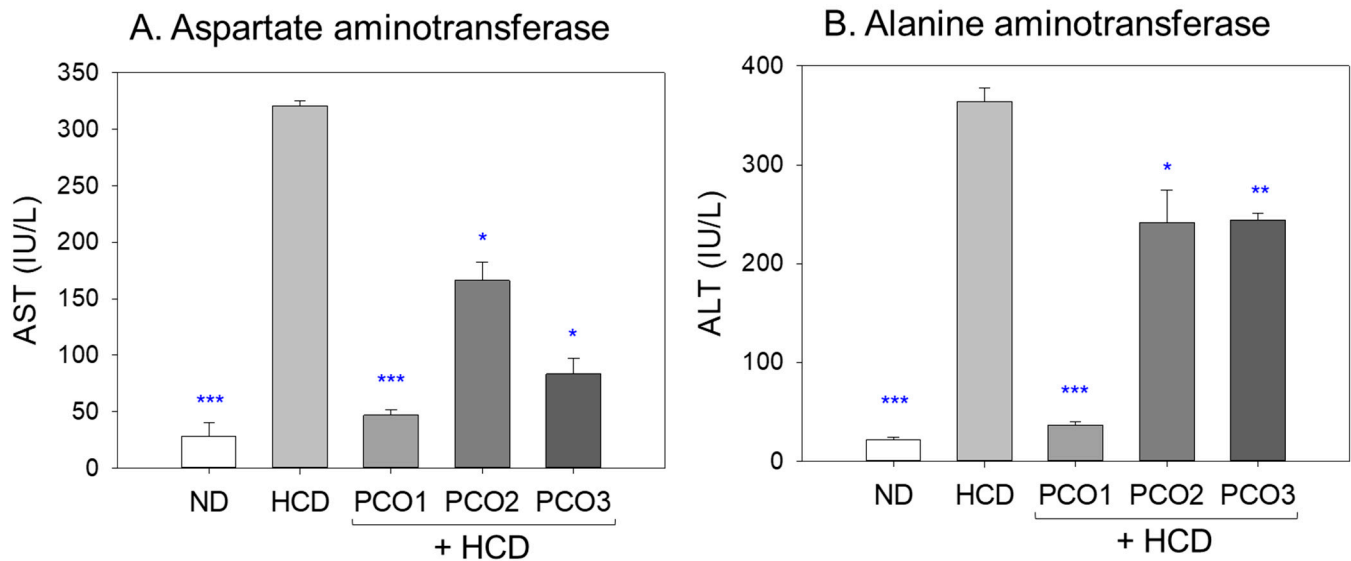 A. Aspartate aminotransferase
350
300
250
200
150
100
50
0
AST (IU/L)
***
***
*
*
ND HCD PCO1 PCO2 PCO3
+ HCD
B. Alanine aminotransferase
400
300
200
100
0
ALT (IU/L)
***
***
*
**
ND HCD PCO1 PCO2 PCO3
+ HCD